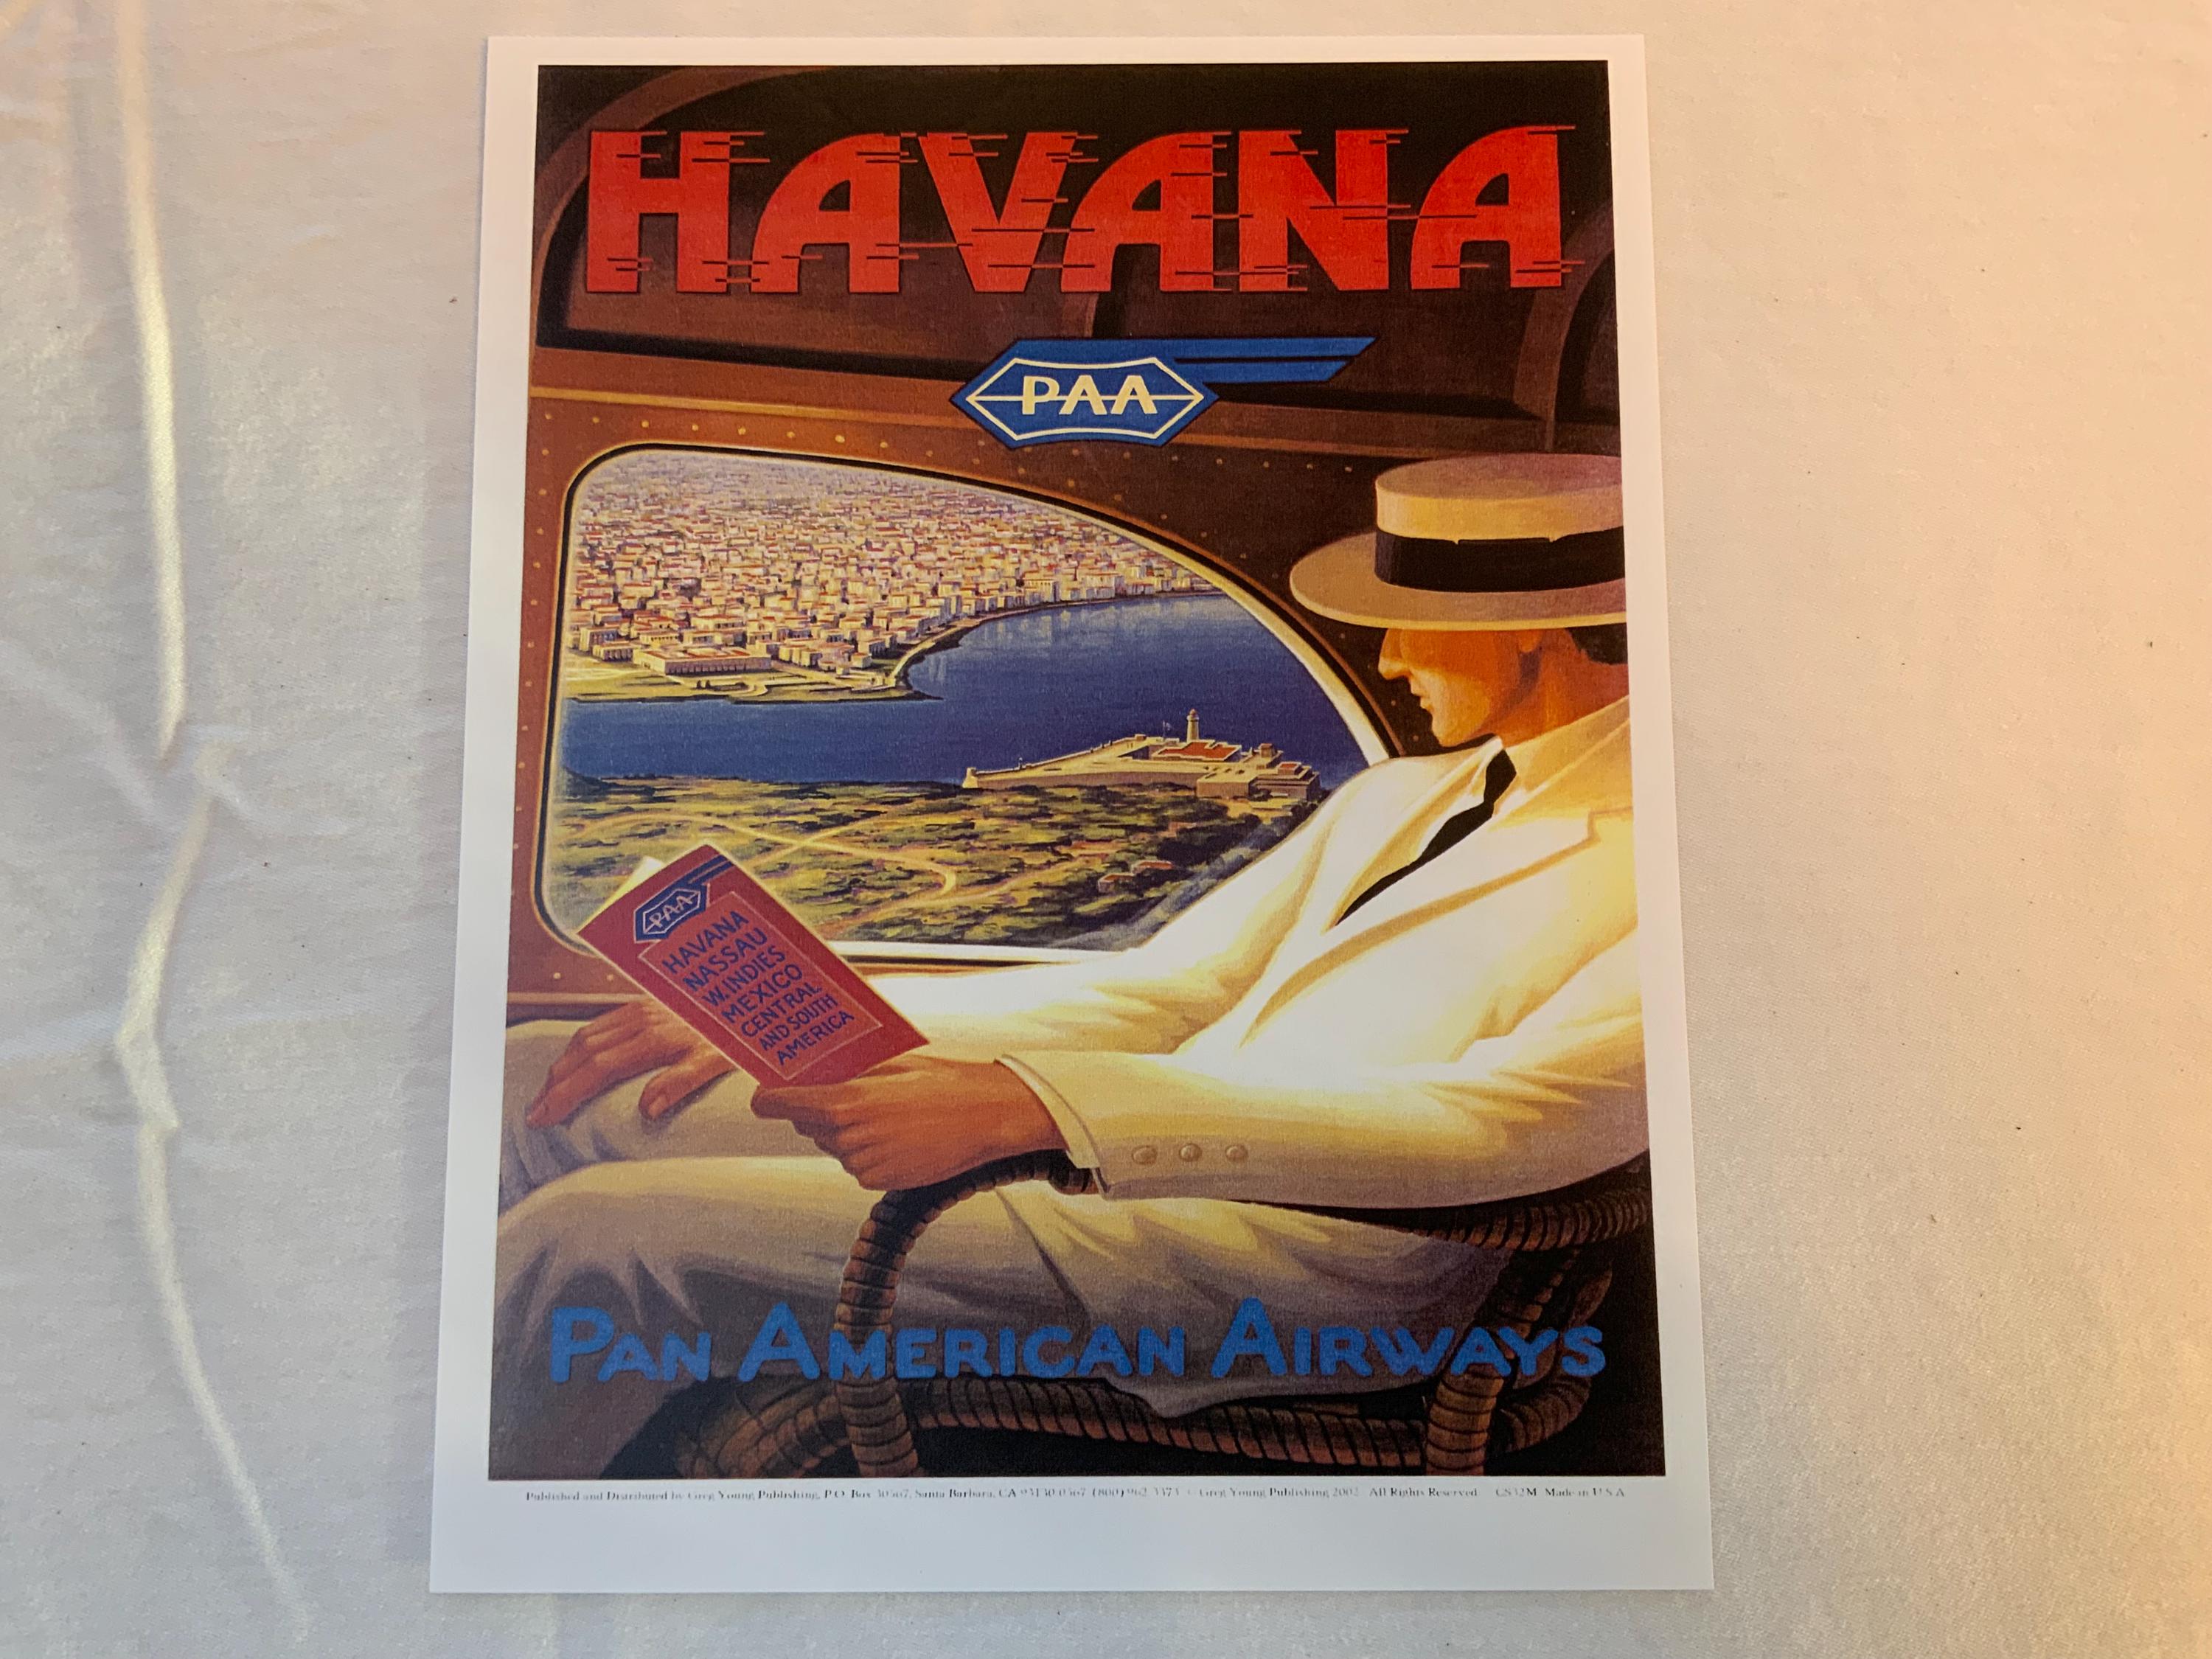 HAVANA
PAA
PAA
HAVANA
NASSAU
W. INDIES
MEXICO
CENTRAL
AND SOUTH
AMERICA
PAN AMERICAN AIRWAYS
Published and Distributed by Greg Young Publishing, P.O. Box 30567, Santa Barbara, CA 93130-0567 (800) 962-3373 © Greg Young Publishing 2002 All Rights Reserved Made in U.S.A